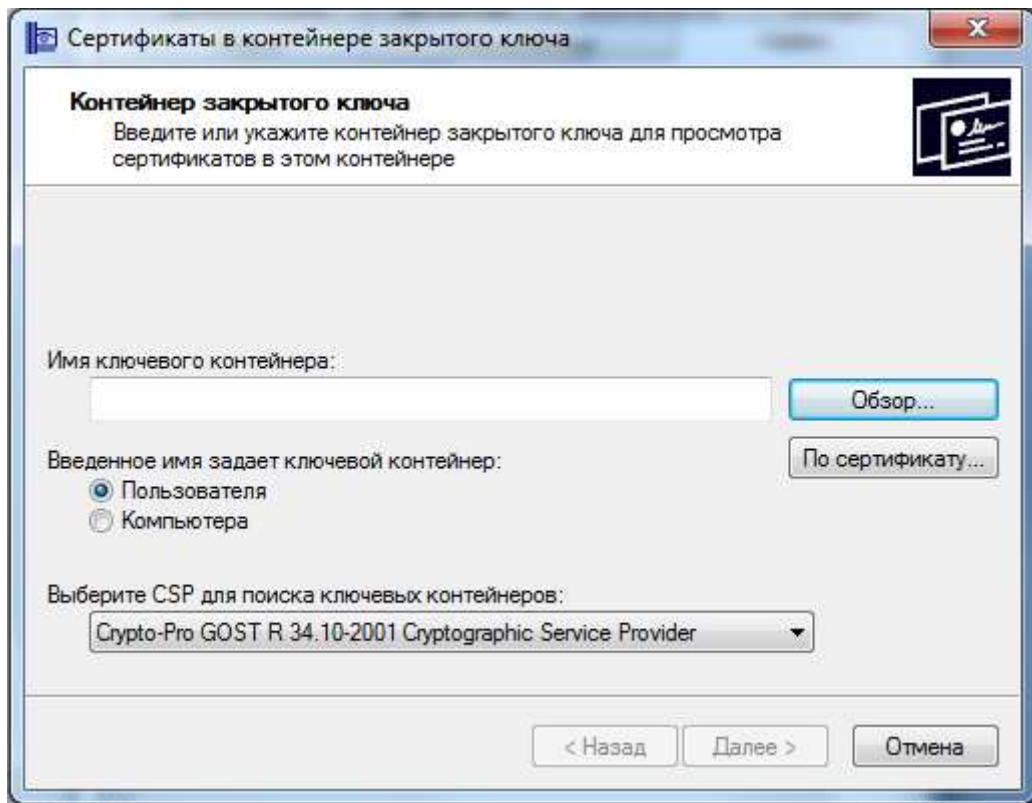 Сертификаты в контейнере закрытого ключа
Контейнер закрытого ключа
Введите или укажите контейнер закрытого ключа для просмотра
сертификатов в этом контейнере
Имя ключевого контейнера:
Обзор...
Введенное имя задает ключевой контейнер:
По сертификату...
Пользователя
Компьютера
Выберите CSP для поиска ключевых контейнеров:
Crypto-Pro GOST R 34.10-2001 Cryptographic Service Provider
< Назад
Далее >
Отмена